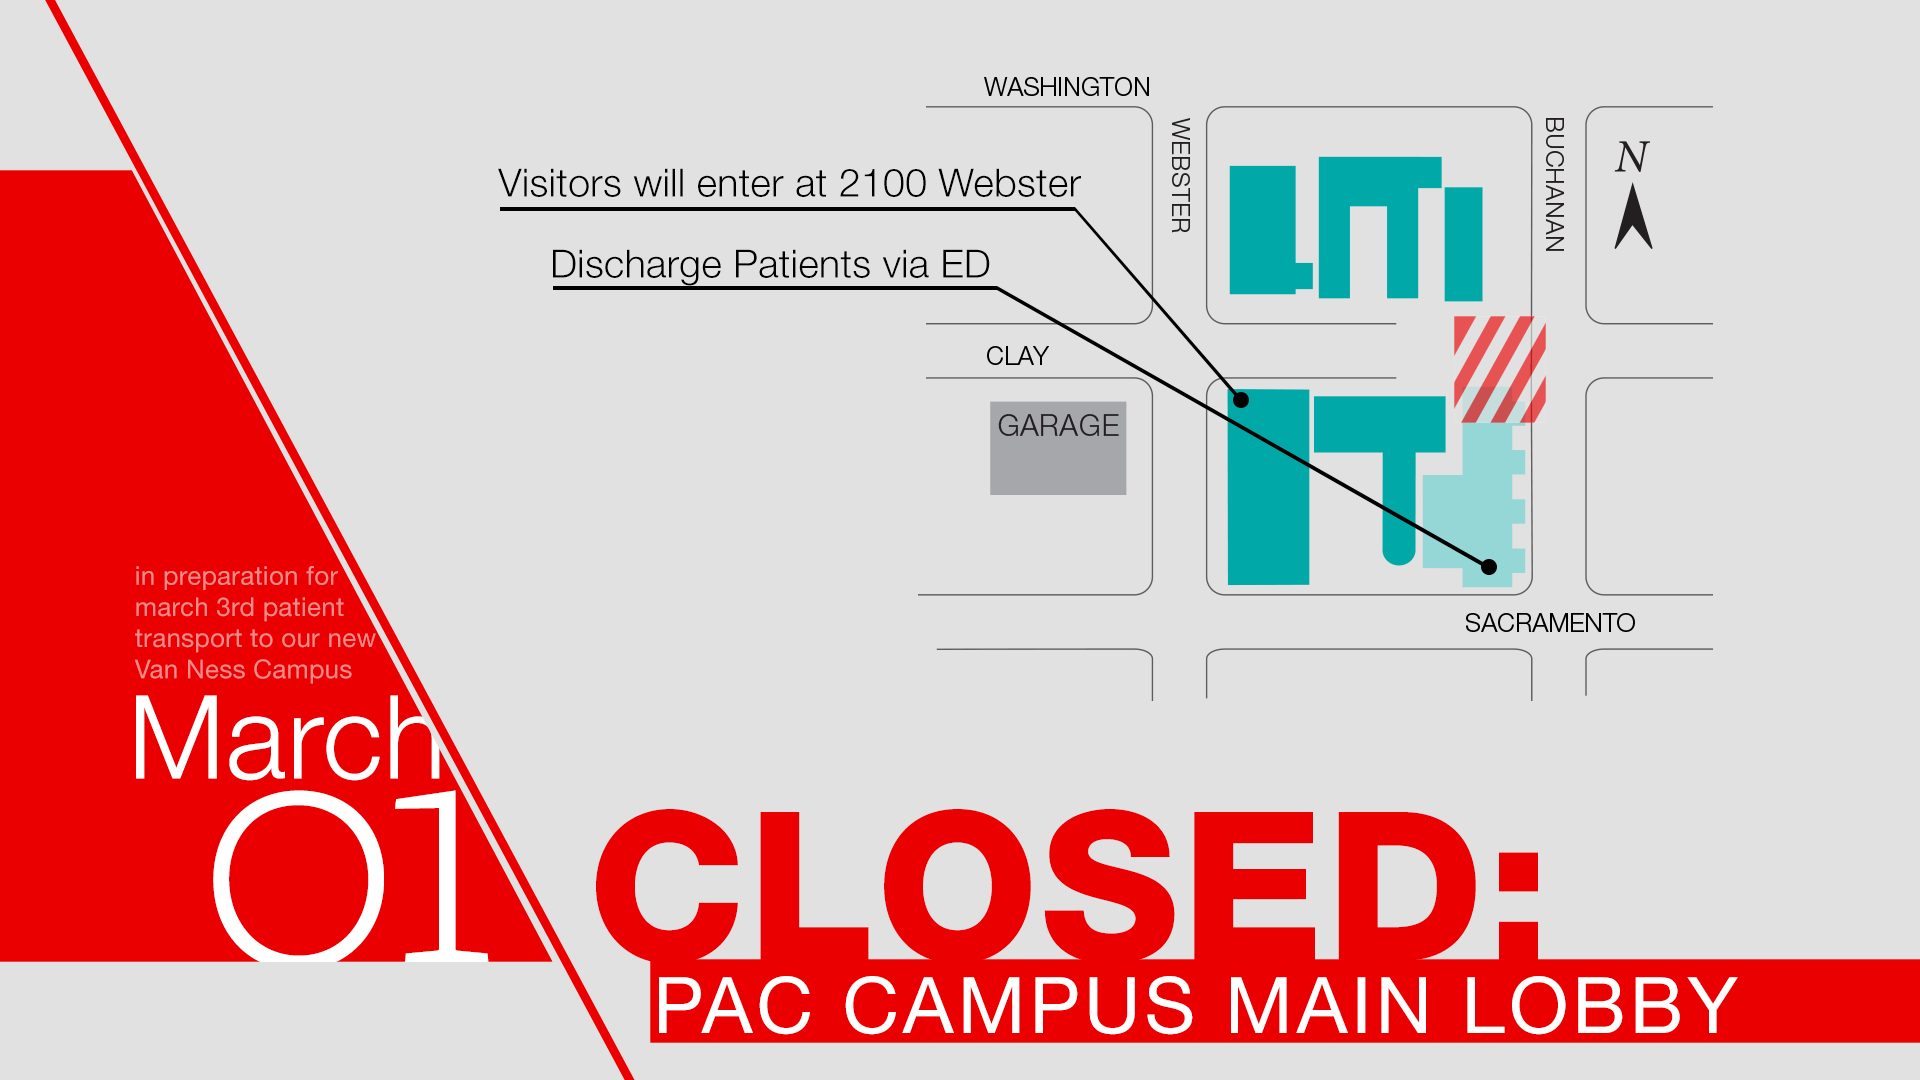 WASHINGTON
WEBSTER
BUCHANAN
N
Visitors will enter at 2100 Webster
Discharge Patients via ED
CLAY
GARAGE
SACRAMENTO
in preparation for
march 3rd patient
transport to our new
Van Ness Campus
March
01
CLOSED:
PAC CAMPUS MAIN LOBBY